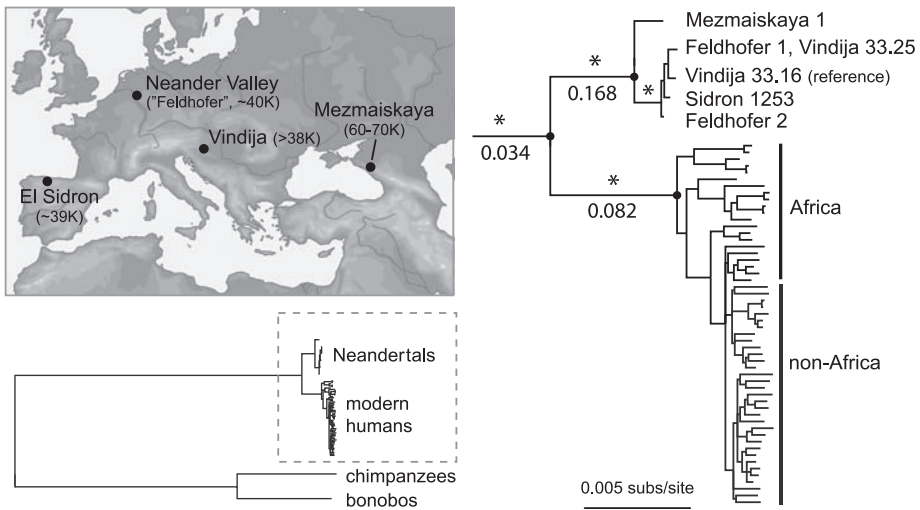 Neander Valley
("Feldhofer", ~40K)
Mezmaiskaya
(60-70K)
Vindija (>38K)
El Sidron
(~39K)
Neandertals
modern
humans
chimpanzees
bonobos
Mezmaiskaya 1
Feldhofer 1, Vindija 33.25
Vindija 33.16 (reference)
Sidron 1253
Feldhofer 2
*
*
0.168
*
0.034
*
0.082
Africa
non-Africa
0.005 subs/site